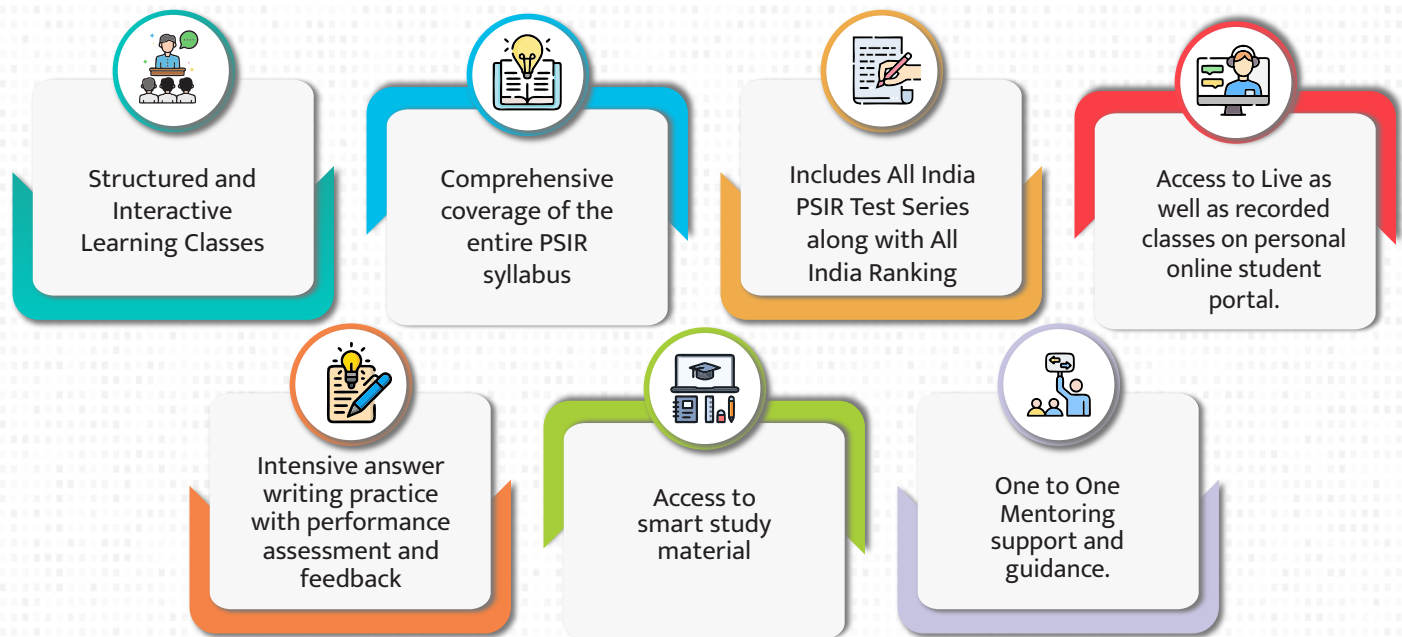 Structured and
Interactive
Learning Classes
Comprehensive
coverage of the
entire PSIR
syllabus
Includes All India
PSIR Test Series
along with All
India Ranking
Access to Live as
well as recorded
classes on personal
online student
portal.
Intensive answer
writing practice
with performance
assessment and
feedback
Access to
smart study
material
One to One
Mentoring
support and
guidance.